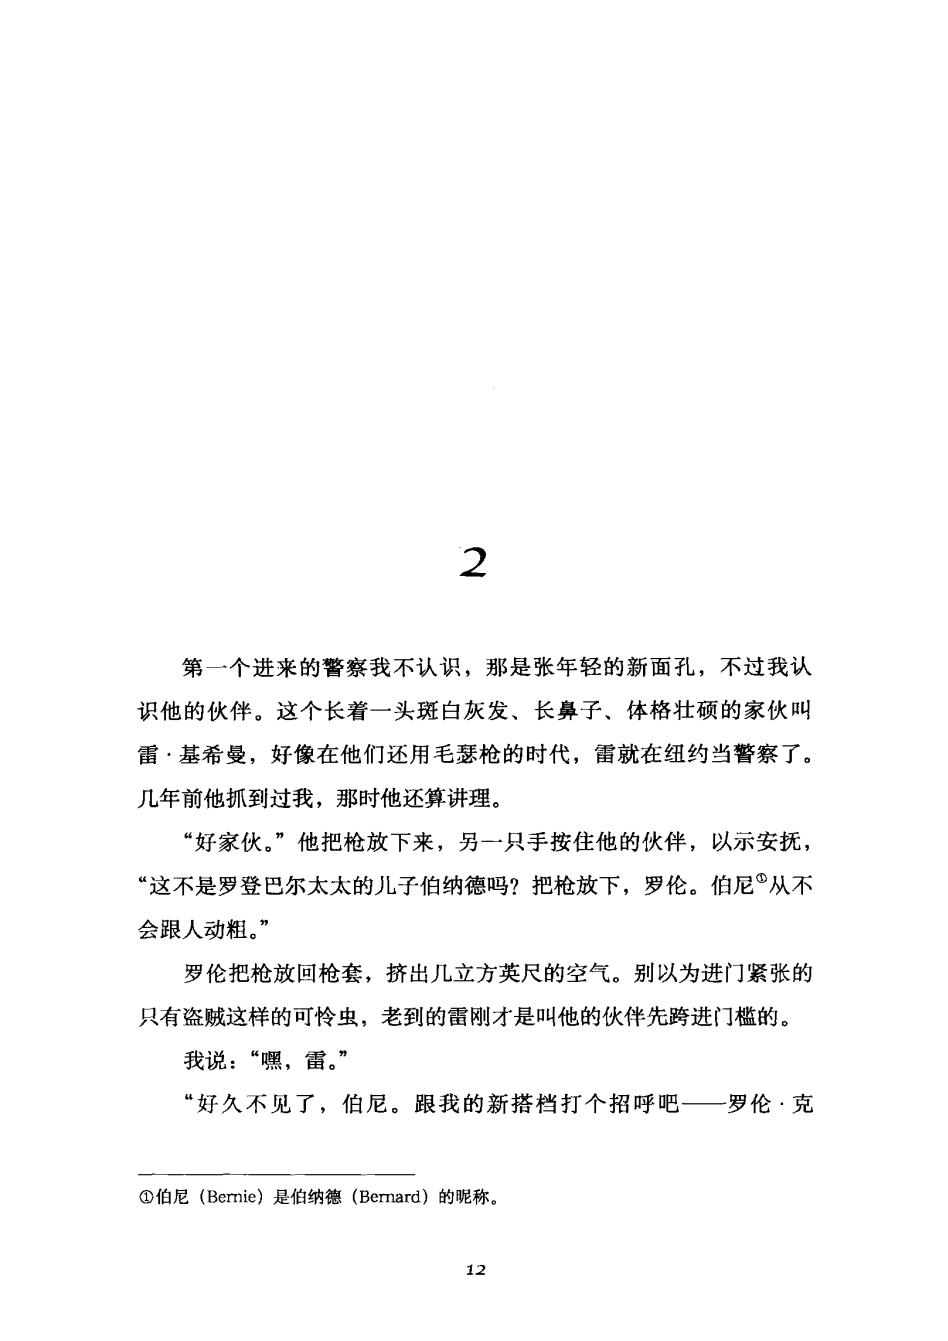 2
第一个进来的警察我不认识，那是张年轻的新面孔，不过我认
识他的伙伴。这个长着一头斑白灰发、长鼻子、体格壮硕的家伙叫
雷·基希曼，好像在他们还用毛瑟枪的时代，雷就在纽约当警察了。
几年前他抓到过我，那时他还算讲理。
“好家伙。”他把枪放下来，另一只手按住他的伙伴，以示安抚，
“这不是罗登巴尔太太的儿子伯纳德吗？把枪放下，罗伦。伯尼①从不
会跟人动粗。”
罗伦把枪放回枪套，挤出几立方英尺的空气。别以为进门紧张的
只有盗贼这样的可怜虫，老到的雷刚才是叫他的伙伴先跨进门槛的。
我说：“嘿，雷。”
“好久不见了，伯尼。跟我的新搭档打个招呼吧——罗伦·克
①伯尼（Bernie）是伯纳德（Bernard）的昵称。
12